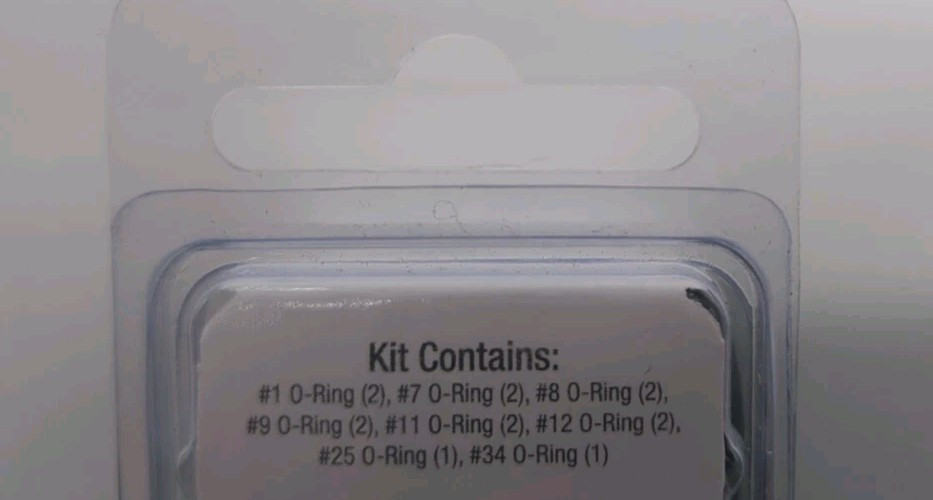 Kit Contains:
#1 O-Ring (2), #7 O-Ring (2), #8 O-Ring (2),
#9 O-Ring (2), #11 O-Ring (2), #12 O-Ring (2),
#25 O-Ring (1), #34 O-Ring (1)